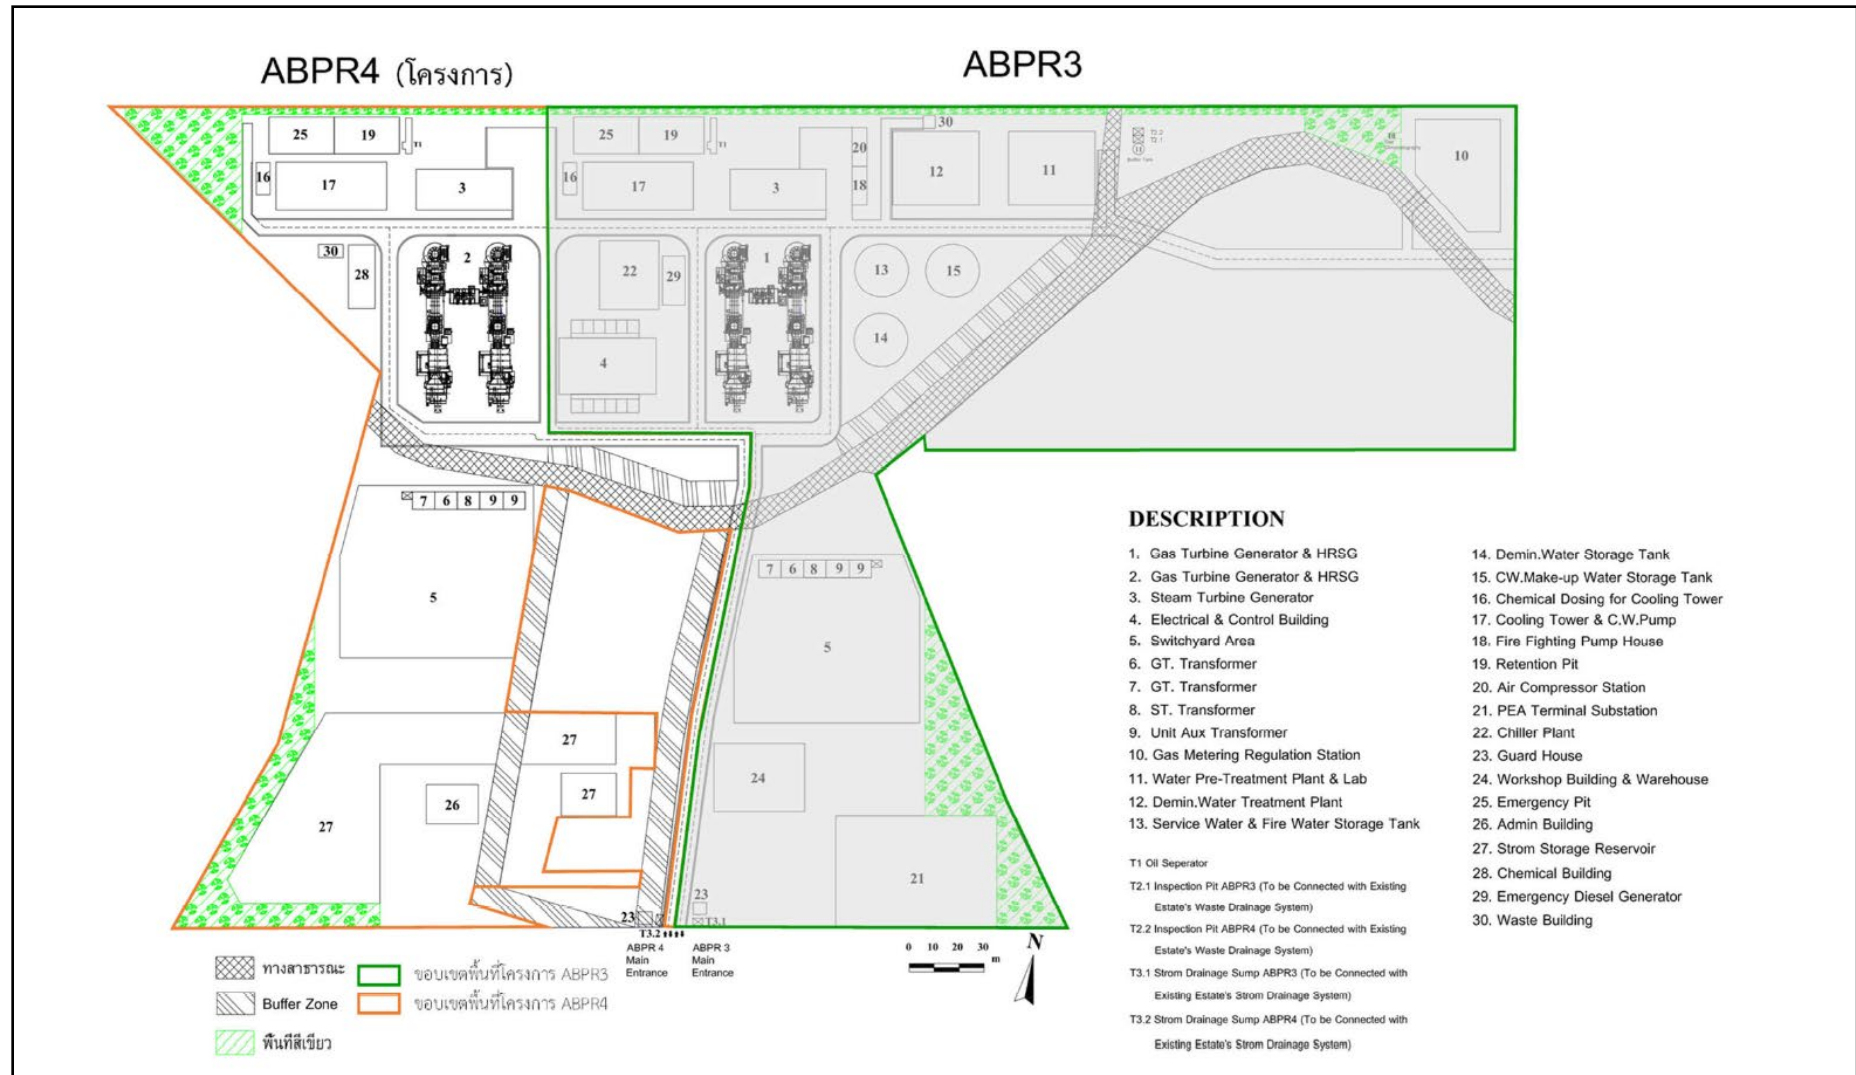 ABPR4 (โครงการ)
ABPR3
25 19 T1
25 19 T1
20
30
T2.2
T2.1
11
Buffer Tank
10
16 17 3
16 17 3
18
12 11
30
28
2
22
29
1
13 15
14
4
7 6 8 9 9
5
7 6 8 9 9
5
27
27
27
26
24
21
23
23
T3.1
T3.2
ABPR 4
Main
Entrance
ABPR 3
Main
Entrance
0 10 20 30
m
N
ทางสาธารณะ
Buffer Zone
พื้นที่สีเขียว
ขอบเขตพื้นที่โครงการ ABPR3
ขอบเขตพื้นที่โครงการ ABPR4
DESCRIPTION
1. Gas Turbine Generator & HRSG
2. Gas Turbine Generator & HRSG
3. Steam Turbine Generator
4. Electrical & Control Building
5. Switchyard Area
6. GT. Transformer
7. GT. Transformer
8. ST. Transformer
9. Unit Aux Transformer
10. Gas Metering Regulation Station
11. Water Pre-Treatment Plant & Lab
12. Demin.Water Treatment Plant
13. Service Water & Fire Water Storage Tank
14. Demin.Water Storage Tank
15. CW.Make-up Water Storage Tank
16. Chemical Dosing for Cooling Tower
17. Cooling Tower & C.W.Pump
18. Fire Fighting Pump House
19. Retention Pit
20. Air Compressor Station
21. PEA Terminal Substation
22. Chiller Plant
23. Guard House
24. Workshop Building & Warehouse
25. Emergency Pit
26. Admin Building
27. Strom Storage Reservoir
28. Chemical Building
29. Emergency Diesel Generator
30. Waste Building
T1 Oil Seperator
T2.1 Inspection Pit ABPR3 (To be Connected with Existing
Estate's Waste Drainage System)
T2.2 Inspection Pit ABPR4 (To be Connected with Existing
Estate's Waste Drainage System)
T3.1 Strom Drainage Sump ABPR3 (To be Connected with
Existing Estate's Strom Drainage System)
T3.2 Strom Drainage Sump ABPR4 (To be Connected with
Existing Estate's Strom Drainage System)